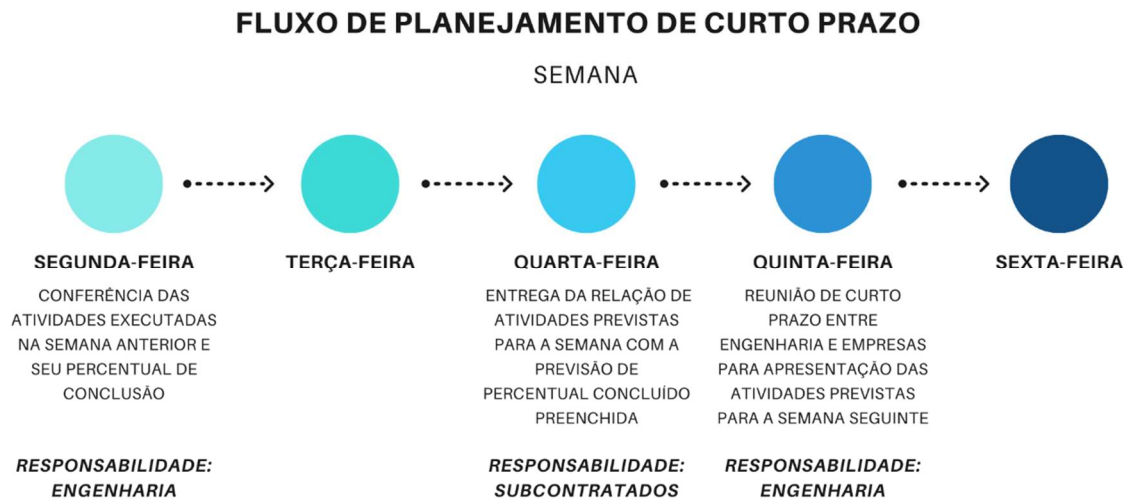 FLUXO DE PLANEJAMENTO DE CURTO PRAZO
SEMANA
SEGUNDA-FEIRA
CONFERÊNCIA DAS
ATIVIDADES EXECUTADAS
NA SEMANA ANTERIOR E
SEU PERCENTUAL DE
CONCLUSÃO
RESPONSABILIDADE:
ENGENHARIA
TERÇA-FEIRA
QUARTA-FEIRA
ENTREGA DA RELAÇÃO DE
ATIVIDADES PREVISTAS
PARA A SEMANA COM A
PREVISÃO DE
PERCENTUAL CONCLUÍDO
PREENCHIDA
RESPONSABILIDADE:
SUBCONTRATADOS
QUINTA-FEIRA
REUNIÃO DE CURTO
PRAZO ENTRE
ENGENHARIA E EMPRESAS
PARA APRESENTAÇÃO DAS
ATIVIDADES PREVISTAS
PARA A SEMANA SEGUINTE
RESPONSABILIDADE:
ENGENHARIA
SEXTA-FEIRA